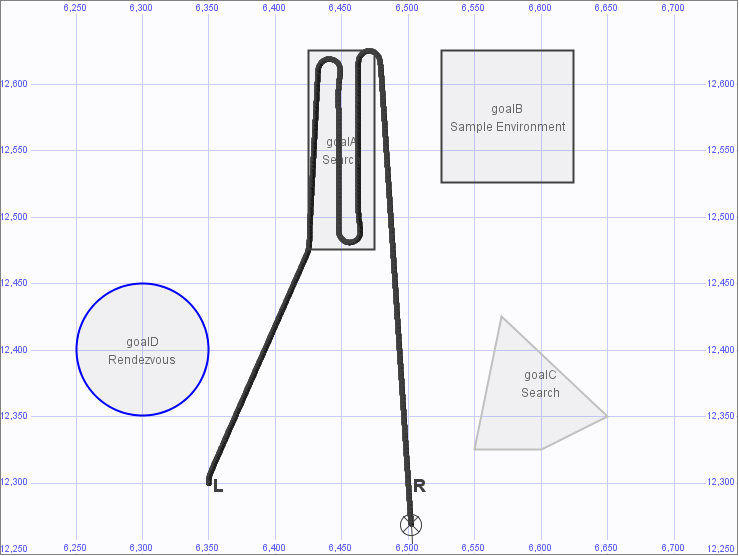 6,250 6,300 6,350 6,400 6,450 6,500 6,550 6,600 6,650 6,700
12,600 12,600
goalB
Sample Environment
goalA
Search
12,550 12,550
12,500 12,500
12,450 12,450
goalD
Rendezvous
12,400 12,400
goalC
Search
12,350 12,350
12,300 L R 12,300
12,250 12,250
6,250 6,300 6,350 6,400 6,450 6,500 6,550 6,600 6,650 6,700